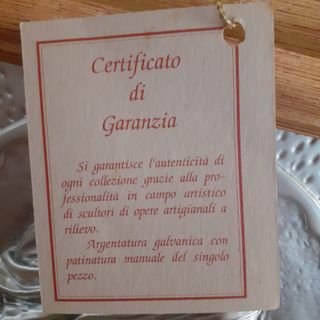 Certificato
di
Garanzia
Si garantisce l'autenticità di
ogni collezione grazie alla pro-
fessionalità in campo artistico
di scultori di opere artigianali a
rilievo.
Argentatura galvanica con
patinatura manuale del singolo
pezzo.